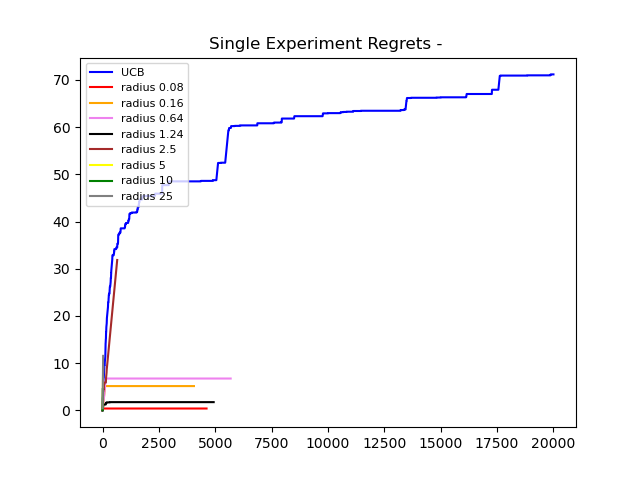 Single Experiment Regrets -
UCB
radius 0.08
radius 0.16
radius 0.64
radius 1.24
radius 2.5
radius 5
radius 10
radius 25
70
60
50
40
30
20
10
0
0 2500 5000 7500 10000 12500 15000 17500 20000